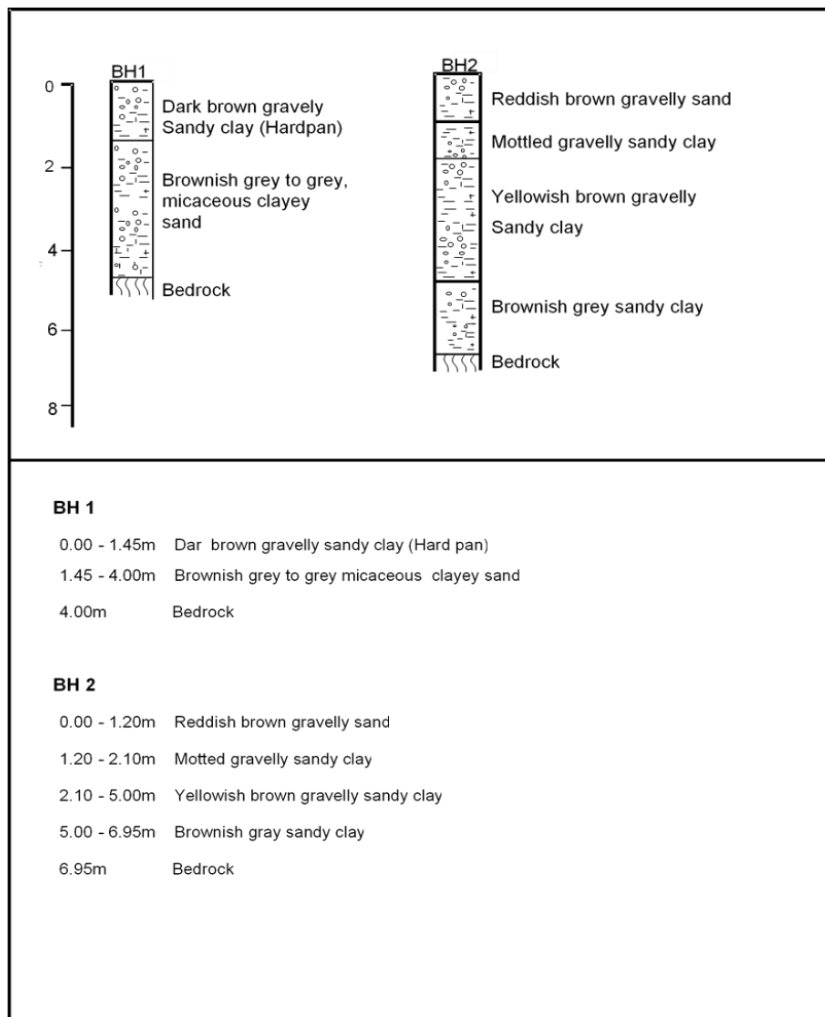 BH1
BH2
0
2
4
6
8
Dark brown gravely
Sandy clay (Hardpan)
Brownish grey to grey,
micaceous clayey
sand
Bedrock
Reddish brown gravelly sand
Mottled gravelly sandy clay
Yellowish brown gravelly
Sandy clay
Brownish grey sandy clay
Bedrock
BH 1
0.00 - 1.45m Dar brown gravelly sandy clay (Hard pan)
1.45 - 4.00m Brownish grey to grey micaceous clayey sand
4.00m Bedrock
BH 2
0.00 - 1.20m Reddish brown gravelly sand
1.20 - 2.10m Motted gravelly sandy clay
2.10 - 5.00m Yellowish brown gravelly sandy clay
5.00 - 6.95m Brownish gray sandy clay
6.95m Bedrock